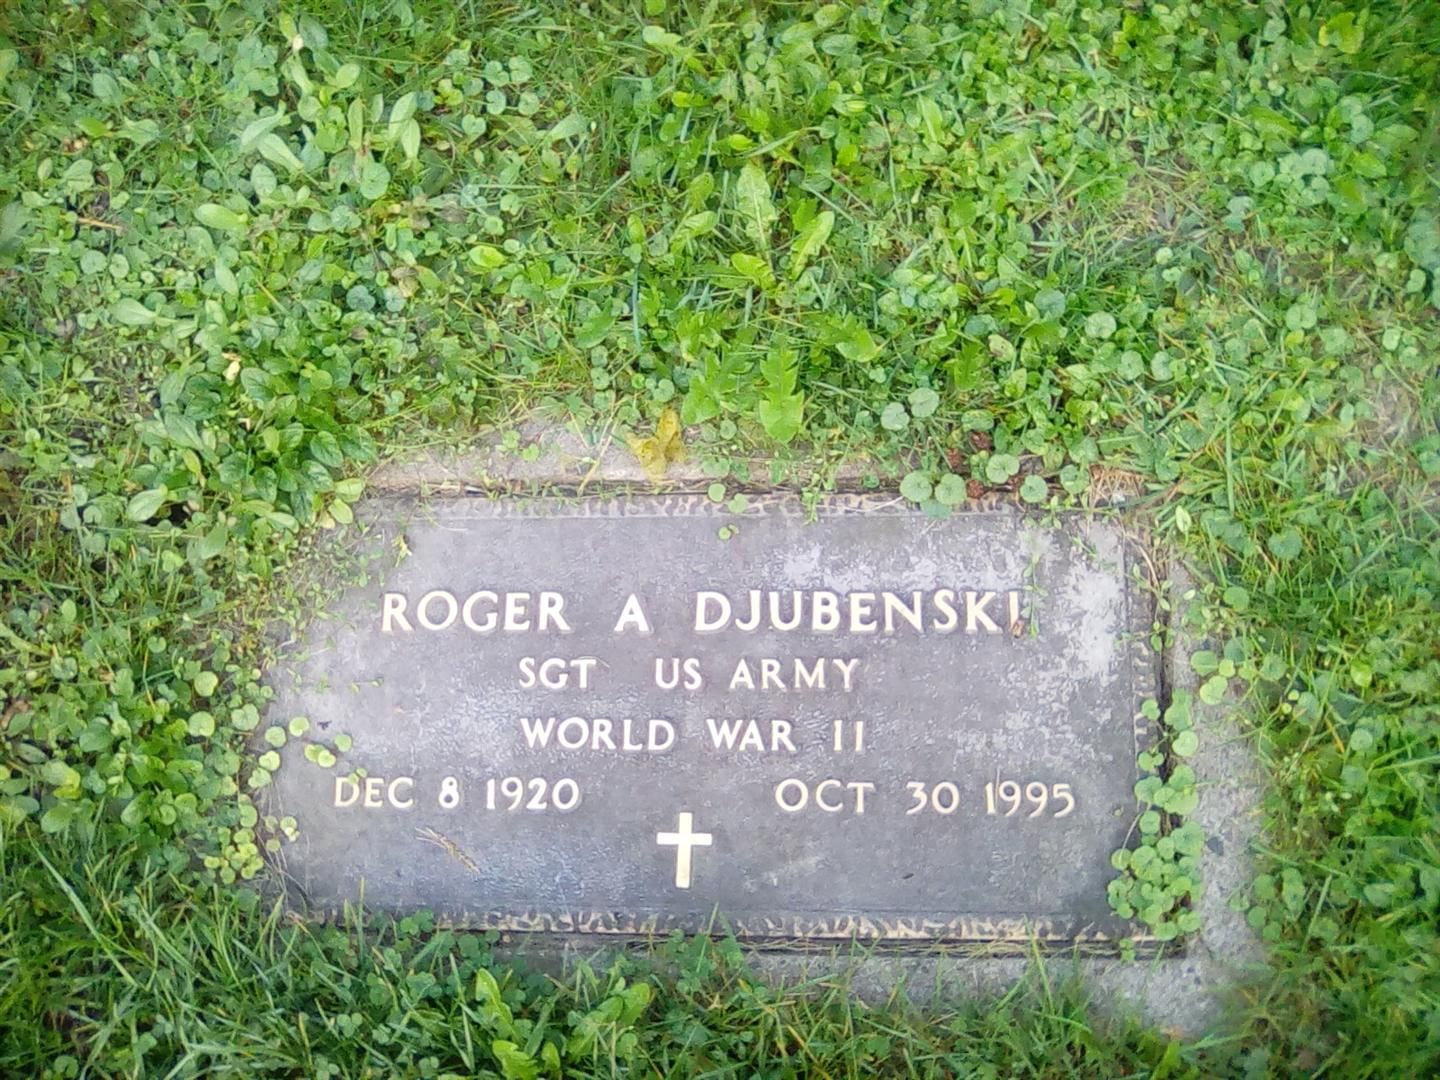 ROGER A DJUBENSKI
SGT US ARMY
WORLD WAR II
DEC 8 1920 OCT 30 1995